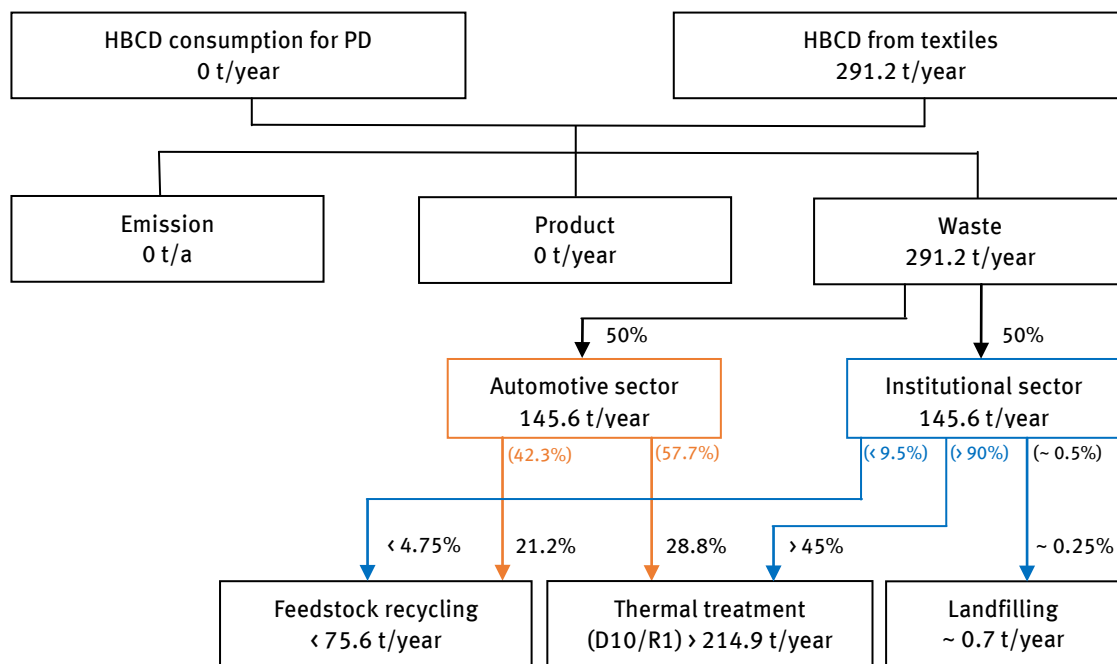 HBCD consumption for PD
0 t/year
HBCD from textiles
291.2 t/year
Emission
0 t/a
Product
0 t/year
Waste
291.2 t/year
50%
50%
Automotive sector
145.6 t/year
Institutional sector
145.6 t/year
(42.3%)
(57.7%)
(< 9.5%)
(> 90%)
(~ 0.5%)
< 4.75%
21.2%
28.8%
> 45%
~ 0.25%
Feedstock recycling
< 75.6 t/year
Thermal treatment
(D10/R1) > 214.9 t/year
Landfilling
~ 0.7 t/year